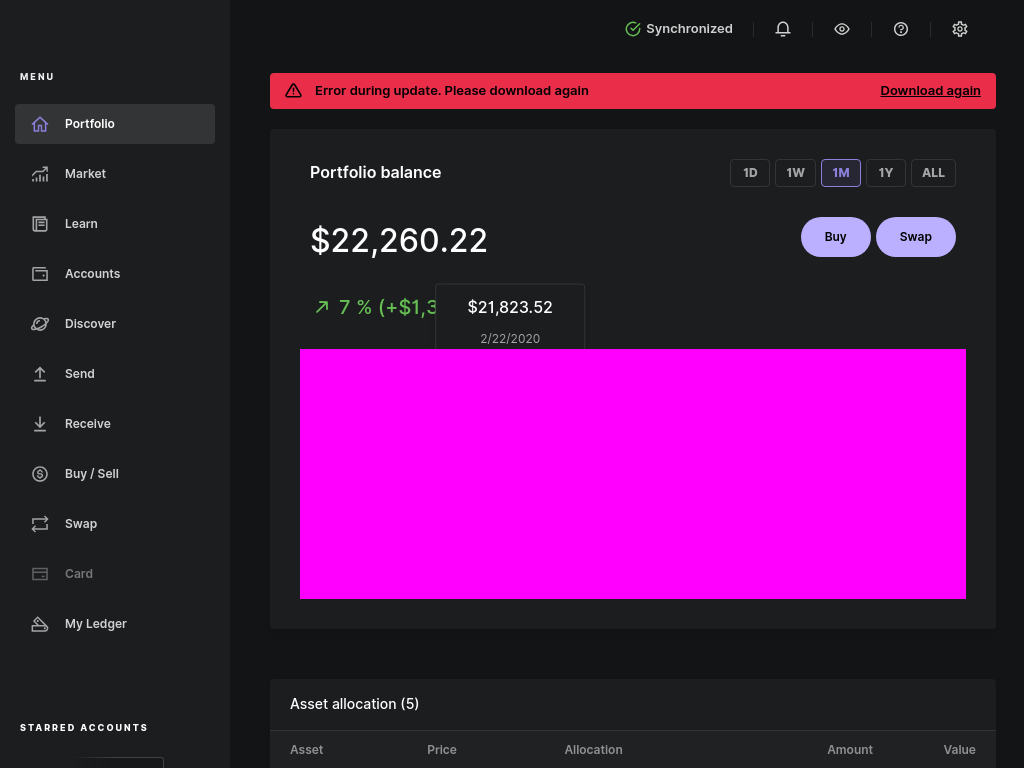 Synchronized
MENU
Error during update. Please download again
Download again
Portfolio
Market
Learn
Accounts
Discover
Send
Receive
Buy / Sell
Swap
Card
My Ledger
STARRED ACCOUNTS
Portfolio balance
1D 1W 1M 1Y ALL
$22,260.22
Buy Swap
7 % (+$1,3
$21,823.52
2/22/2020
Asset allocation (5)
Asset Price Allocation Amount Value